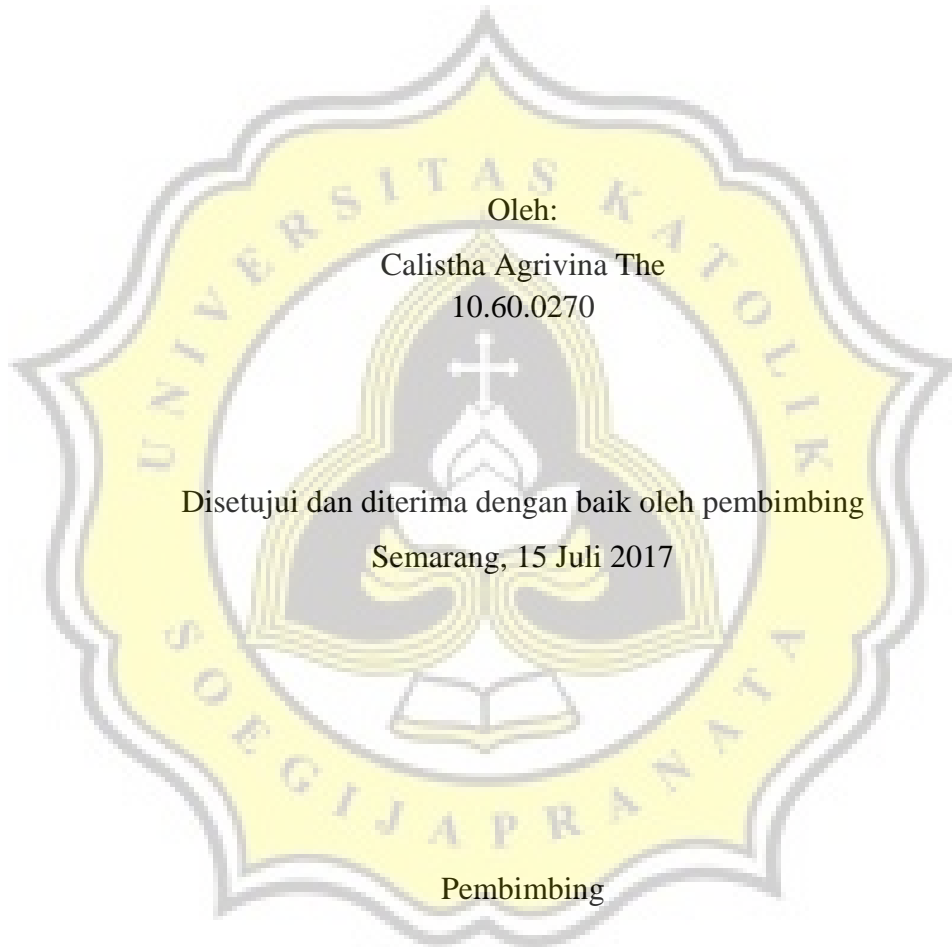 UNIVERSITAS KATOLIK
Oleh:
Calistha Agrivina The
10.60.0270
Disetujui dan diterima dengan baik oleh pembimbing
Semarang, 15 Juli 2017
SOEGIJAPRANATA
Pembimbing